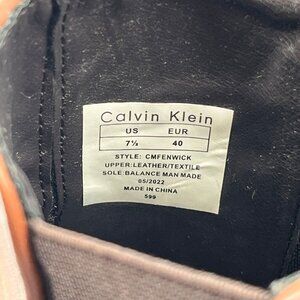 Calvin Klein
US EUR
7½ 40
STYLE: CMFENWICK
UPPER:LEATHER/TEXTILE
SOLE:BALANCE MAN MADE
05/2022
MADE IN CHINA
599